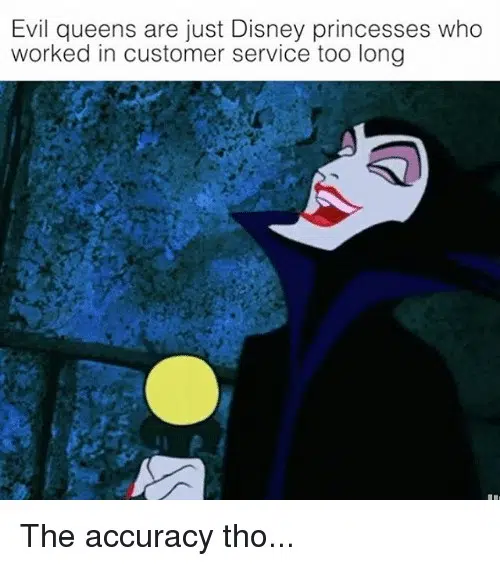 Evil queens are just Disney princesses who
worked in customer service too long
The accuracy tho...